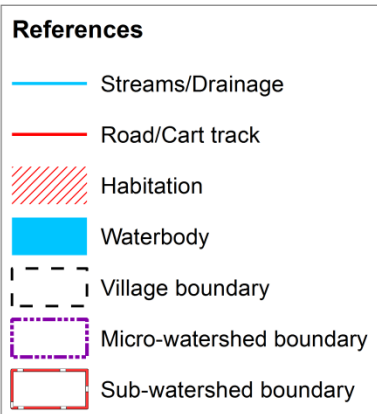 References
Streams/Drainage
Road/Cart track
Habitation
Waterbody
Village boundary
Micro-watershed boundary
Sub-watershed boundary